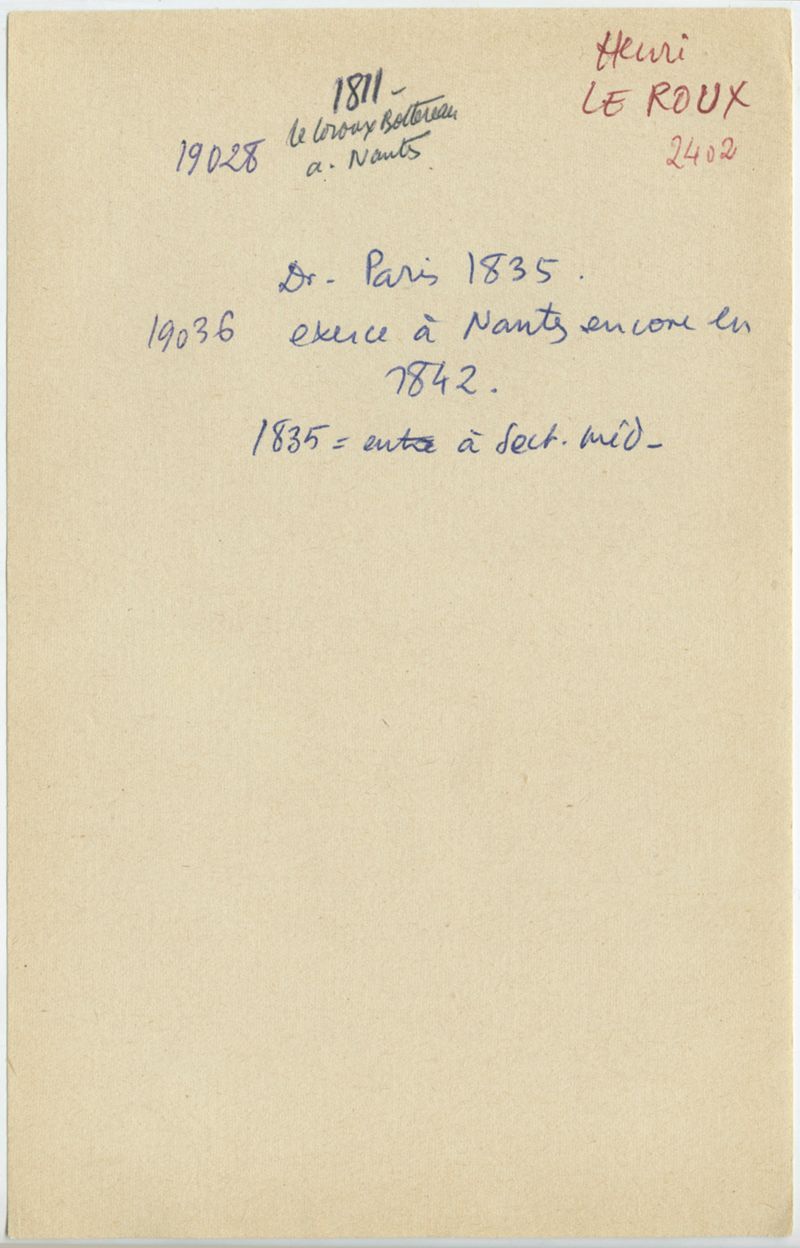 Henri
LE ROUX
2402
1811-
le Loroux Bottereau
19028
a. Nantes
Dr - Paris 1835.
19036 exerce à Nantes encore en
1842.
1835 = entre à Sect. Méd-